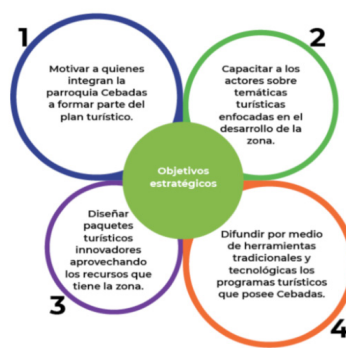 1
Motivar a quienes
integran la
parroquia Cebadas
a formar parte del
plan turístico.
2
Capacitar a los
actores sobre
temáticas
turísticas
enfocadas en el
desarrollo de la
zona.
Objetivos
estratégicos
Diseñar
paquetes
turísticos
innovadores
aprovechando
los recursos que
tiene la zona.
3
Difundir por medio
de herramientas
tradicionales y
tecnológicas los
programas turísticos
que posee Cebadas.
4